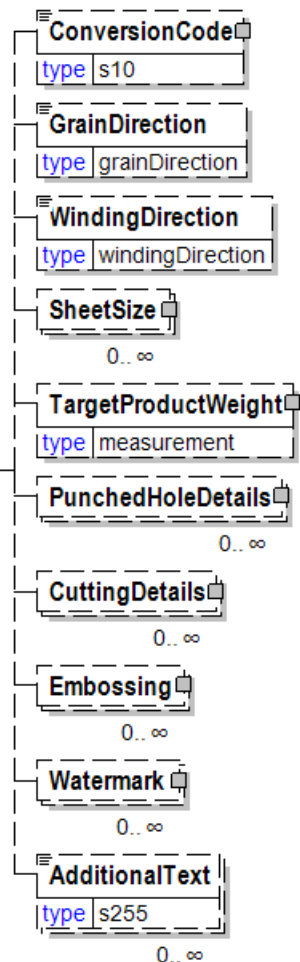 ConversionCode
type s10
GrainDirection
type grainDirection
WindingDirection
type windingDirection
SheetSize
0.. ∞
TargetProductWeight
type measurement
PunchedHoleDetails
0.. ∞
CuttingDetails
0.. ∞
Embossing
0.. ∞
Watermark
0.. ∞
AdditionalText
type s255
0.. ∞